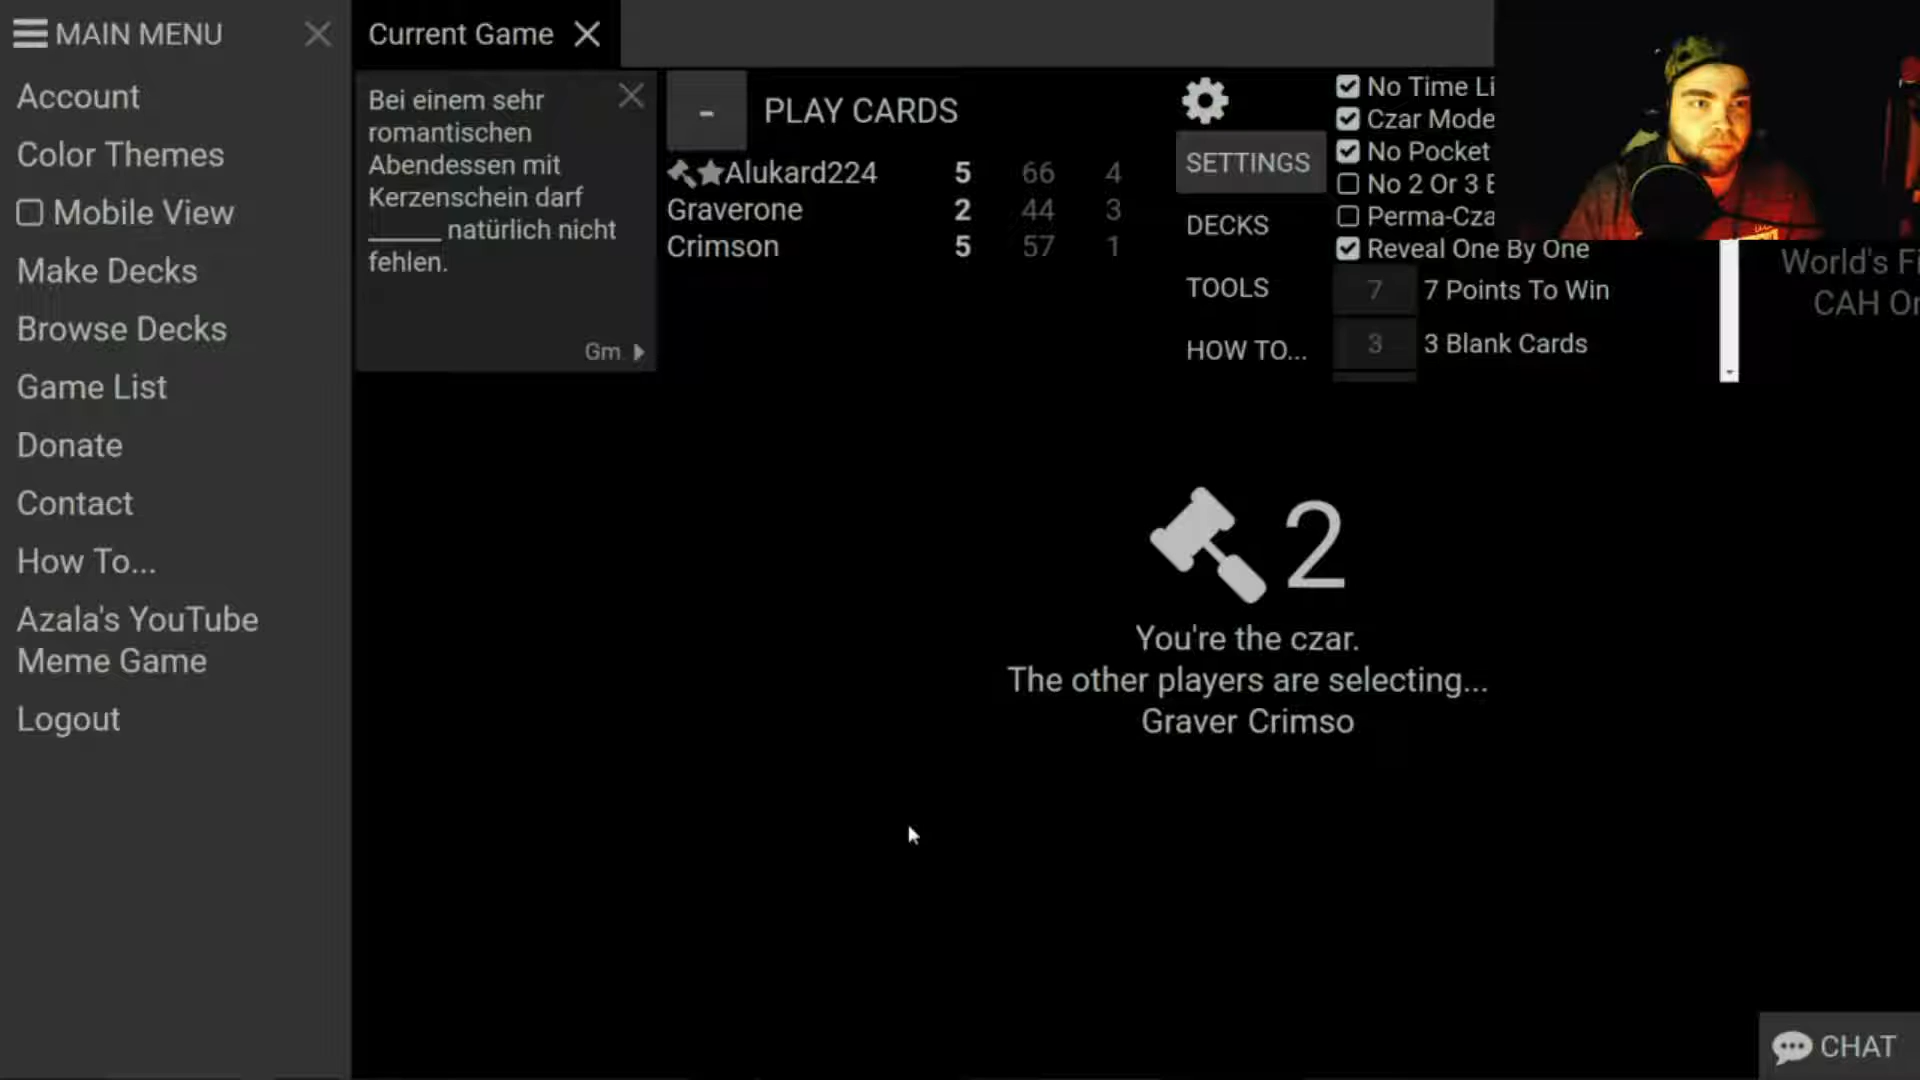 MAIN MENU
Account
Color Themes
Mobile View
Make Decks
Browse Decks
Game List
Donate
Contact
How To...
Azala's YouTube
Meme Game
Logout
Current Game
Bei einem sehr
romantischen
Abendessen mit
Kerzenschein darf
_____ natürlich nicht
fehlen.
Gm.
- PLAY CARDS
Alukard224 5 66 4
Graverone 2 44 3
Crimson 5 57 1
SETTINGS
DECKS
TOOLS
HOW TO...
No Time Li
Czar Mode
No Pocket
No 2 Or 3 B
Perma-Cza
Reveal One By One
7 7 Points To Win
3 3 Blank Cards
World's Fi
CAH On
2
You're the czar.
The other players are selecting...
Graver Crimso
CHAT